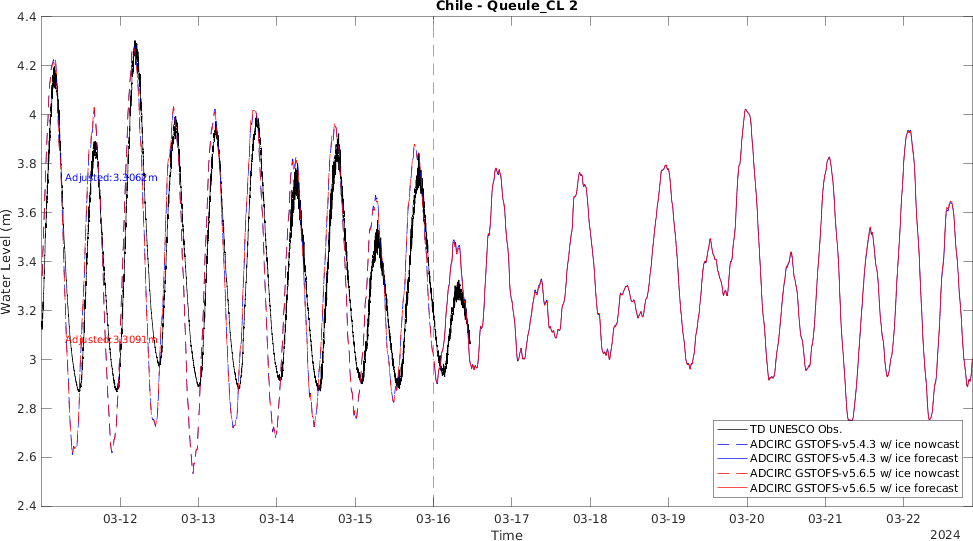 Chile - Queule_CL 2
4.4
4.2
4
3.8
3.6
3.4
3.2
3
2.8
2.6
2.4
Water Level (m)
Adjusted:3.3062m
Adjusted:3.3091m
TD UNESCO Obs.
ADCIRC GSTOFS-v5.4.3 w/ ice nowcast
ADCIRC GSTOFS-v5.4.3 w/ ice forecast
ADCIRC GSTOFS-v5.6.5 w/ ice nowcast
ADCIRC GSTOFS-v5.6.5 w/ ice forecast
03-12 03-13 03-14 03-15 03-16 03-17 03-18 03-19 03-20 03-21 03-22
Time
2024